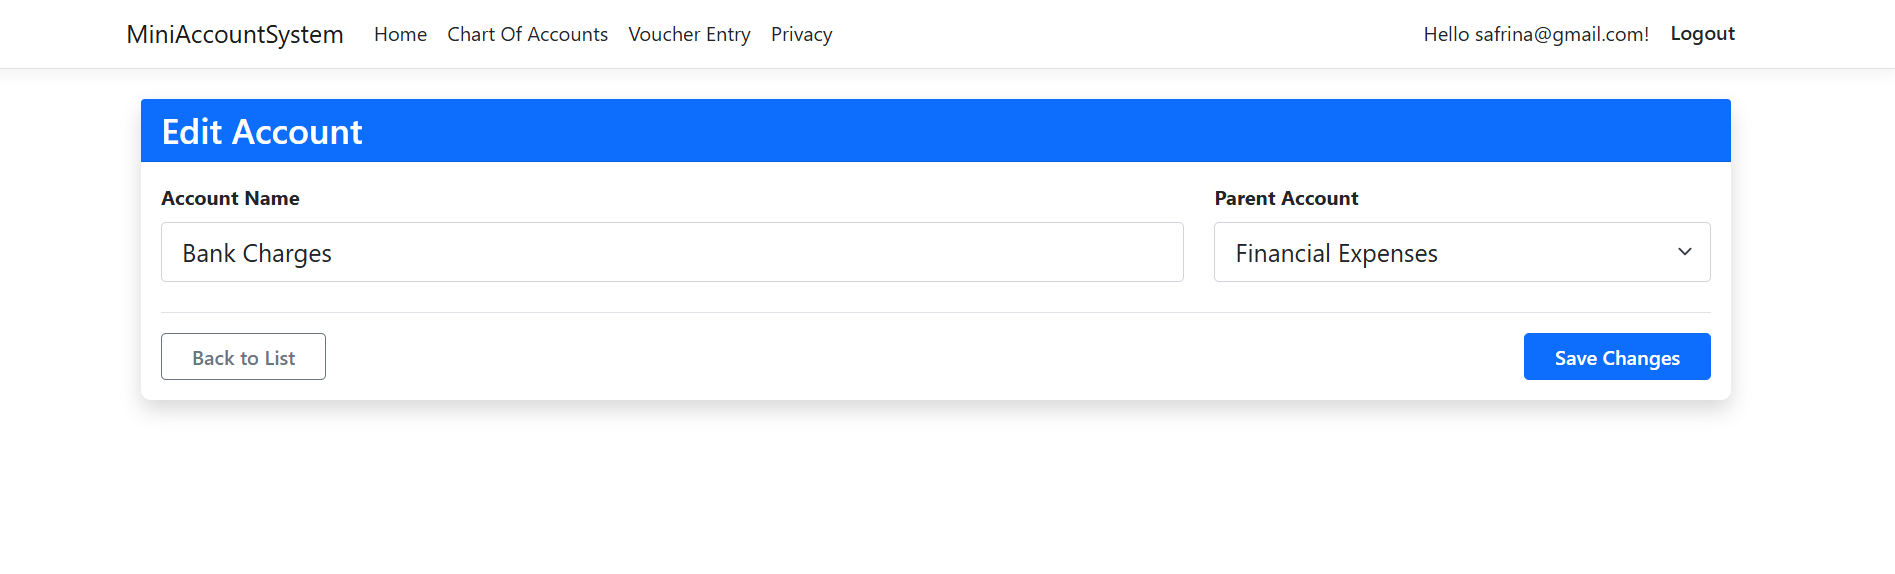 MiniAccountSystem Home Chart Of Accounts Voucher Entry Privacy Hello safrina@gmail.com! Logout
Edit Account
Account Name Parent Account
Bank Charges Financial Expenses
Back to List Save Changes